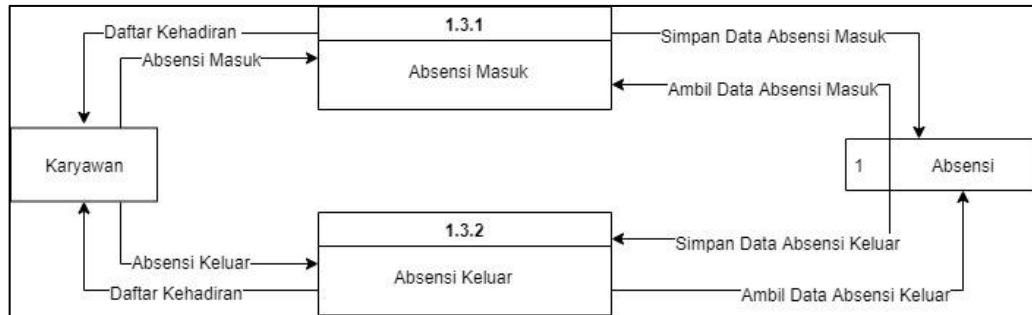 1.3.1
Daftar Kehadiran
Simpan Data Absensi Masuk
Absensi Masuk
Absensi Masuk
Ambil Data Absensi Masuk
Karyawan
1
Absensi
1.3.2
Simpan Data Absensi Keluar
Absensi Keluar
Absensi Keluar
Daftar Kehadiran
Ambil Data Absensi Keluar